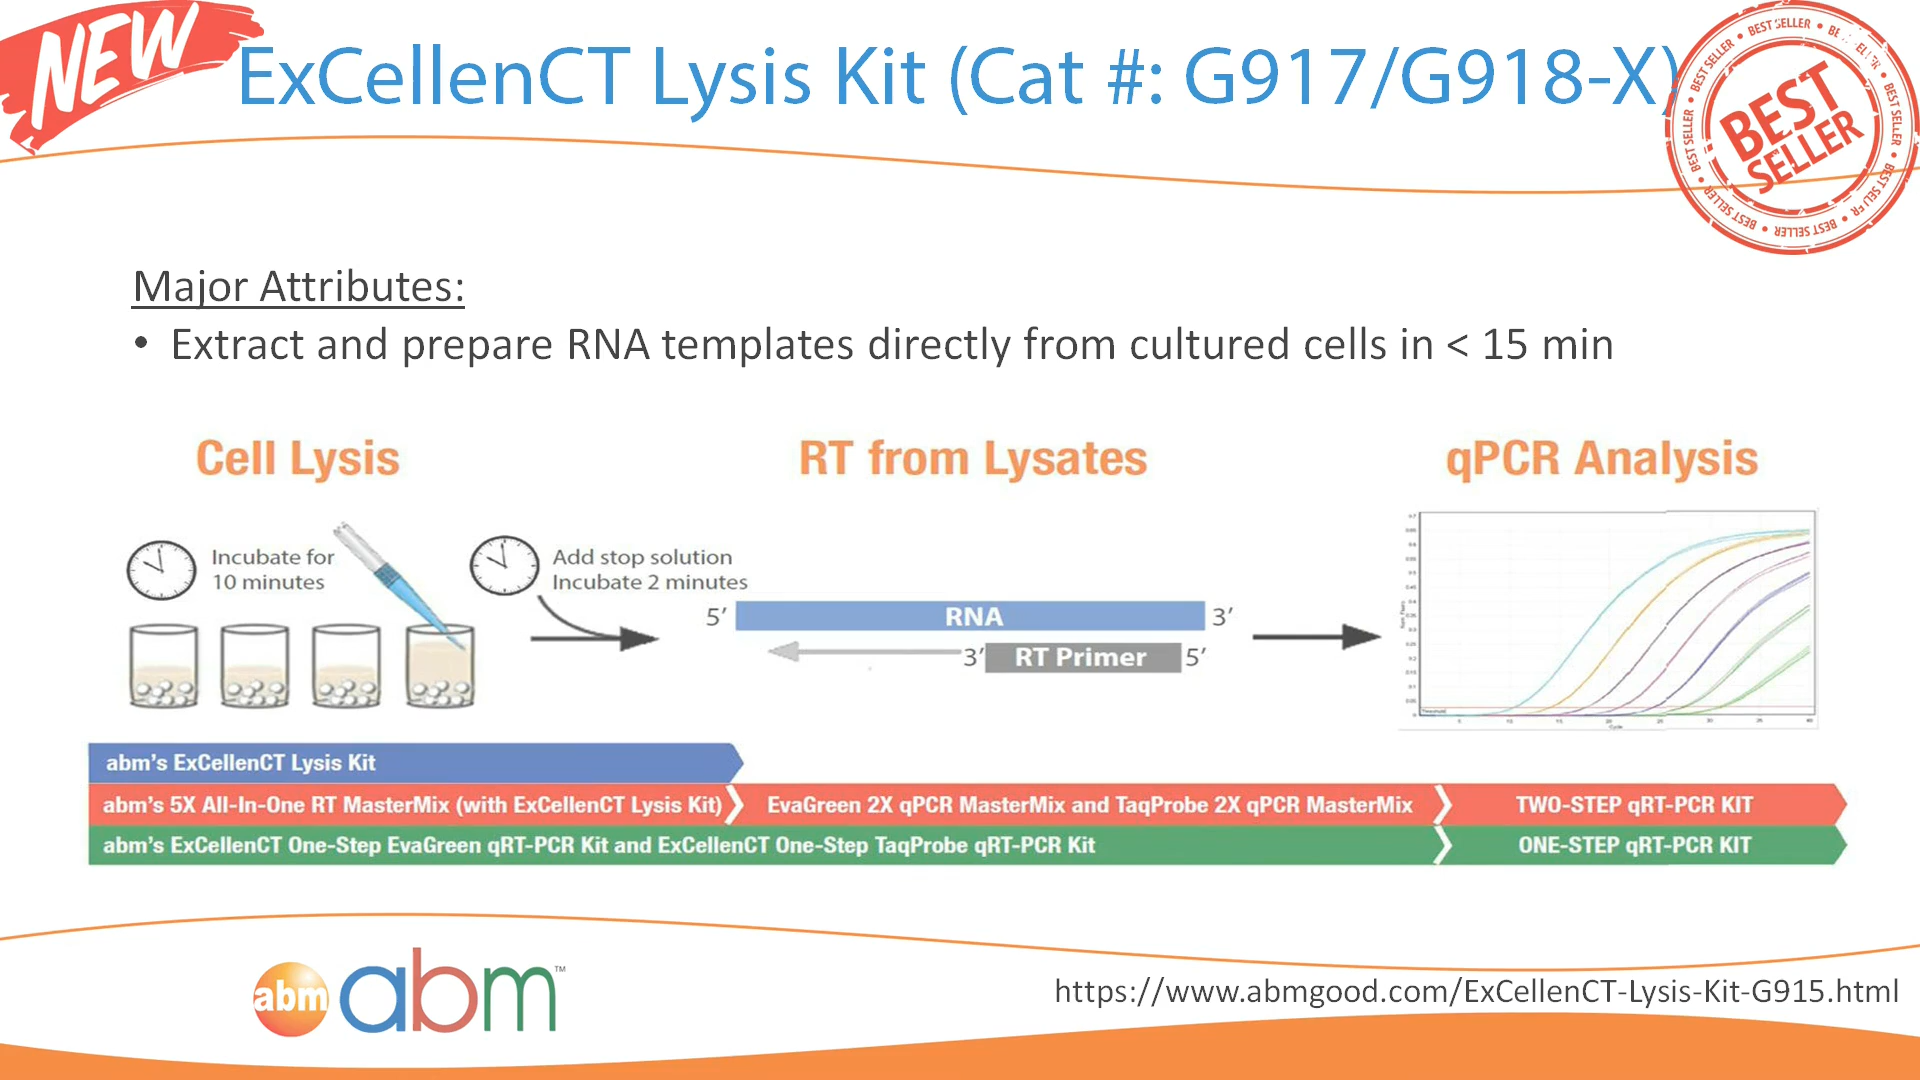 NEW
ExCellenCT Lysis Kit (Cat #: G917/G918-X)
BEST SELLER
Major Attributes:
• Extract and prepare RNA templates directly from cultured cells in < 15 min
Cell Lysis
RT from Lysates
qPCR Analysis
Incubate for
10 minutes
Add stop solution
Incubate 2 minutes
5′ RNA 3′
3′ RT Primer 5′
abm's ExCellenCT Lysis Kit
abm's 5X All-In-One RT MasterMix (with ExCellenCT Lysis Kit) EvaGreen 2X qPCR MasterMix and TaqProbe 2X qPCR MasterMix TWO-STEP qRT-PCR KIT
abm's ExCellenCT One-Step EvaGreen qRT-PCR Kit and ExCellenCT One-Step TaqProbe qRT-PCR Kit ONE-STEP qRT-PCR KIT
abm abm™
https://www.abmgood.com/ExCellenCT-Lysis-Kit-G915.html